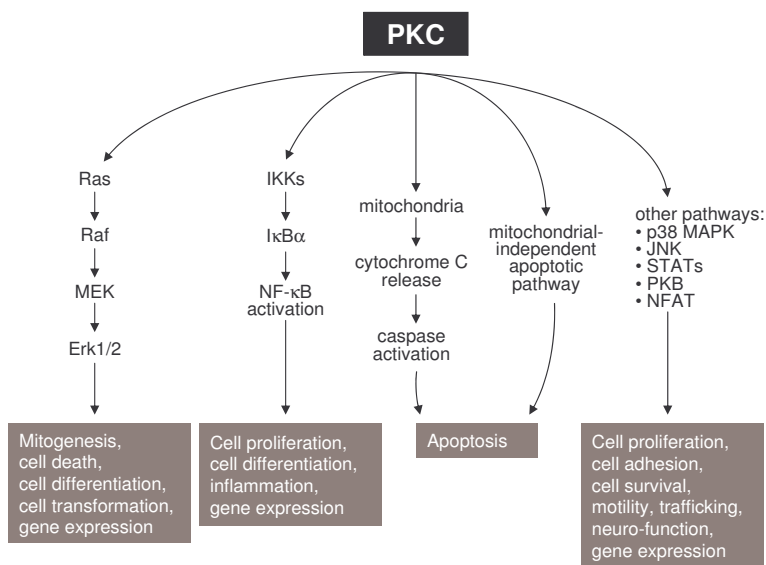 PKC
Ras
Raf
MEK
Erk1/2
Mitogenesis,
cell death,
cell differentiation,
cell transformation,
gene expression
IKKs
IκBα
NF-κB
activation
Cell proliferation,
cell differentiation,
inflammation,
gene expression
mitochondria
cytochrome C
release
caspase
activation
mitochondrial-
independent
apoptotic
pathway
Apoptosis
other pathways:
• p38 MAPK
• JNK
• STATs
• PKB
• NFAT
Cell proliferation,
cell adhesion,
cell survival,
motility, trafficking,
neuro-function,
gene expression